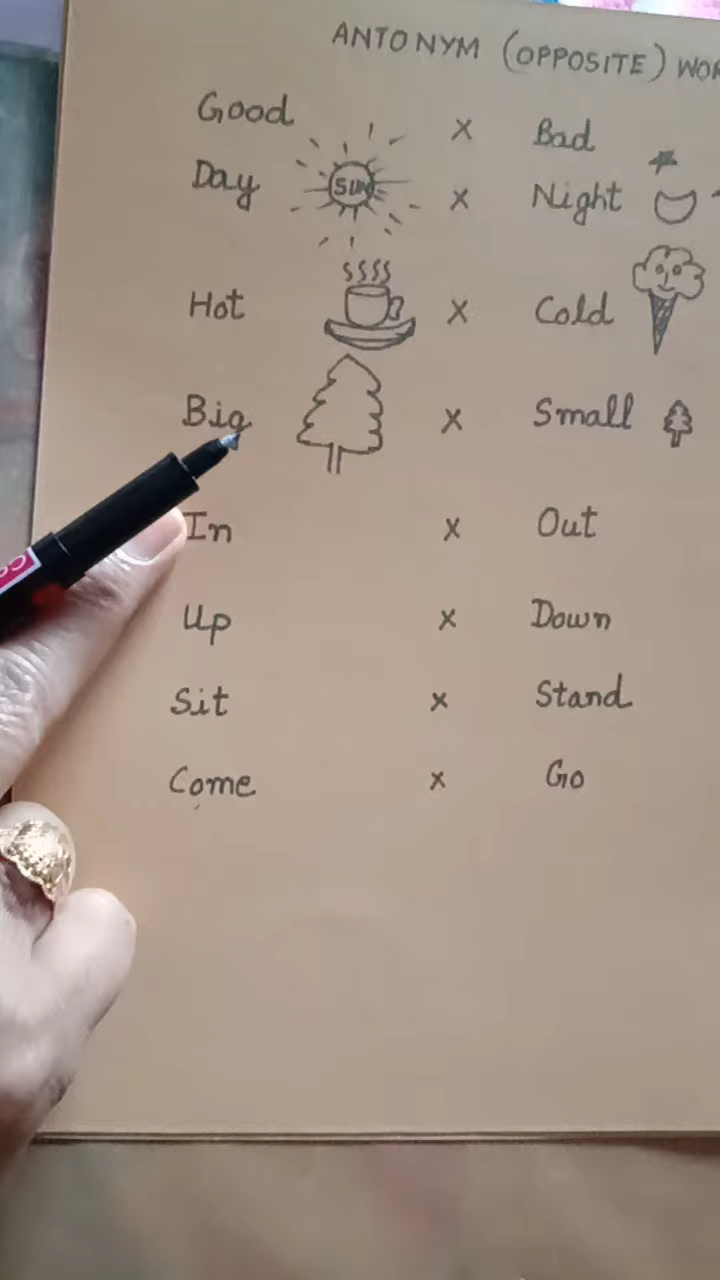 ANTONYM (OPPOSITE)
Good x Bad
Day SUN x Night
Hot x Cold
Big x Small
In x Out
Up x Down
Sit x Stand
Come x Go